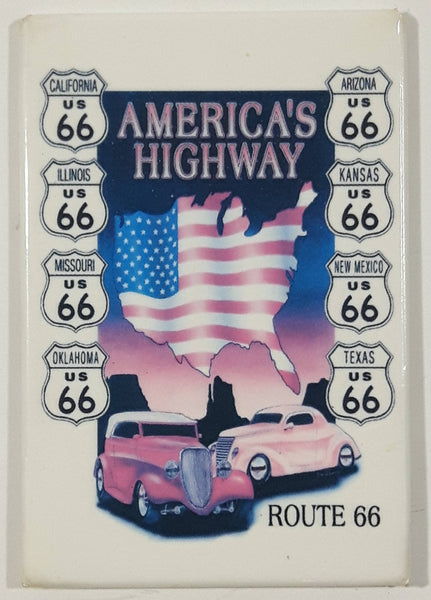 AMERICA'S
HIGHWAY
CALIFORNIA
US
66
ILLINOIS
US
66
MISSOURI
US
66
OKLAHOMA
US
66
ARIZONA
US
66
KANSAS
US
66
NEW MEXICO
US
66
TEXAS
US
66
ROUTE 66